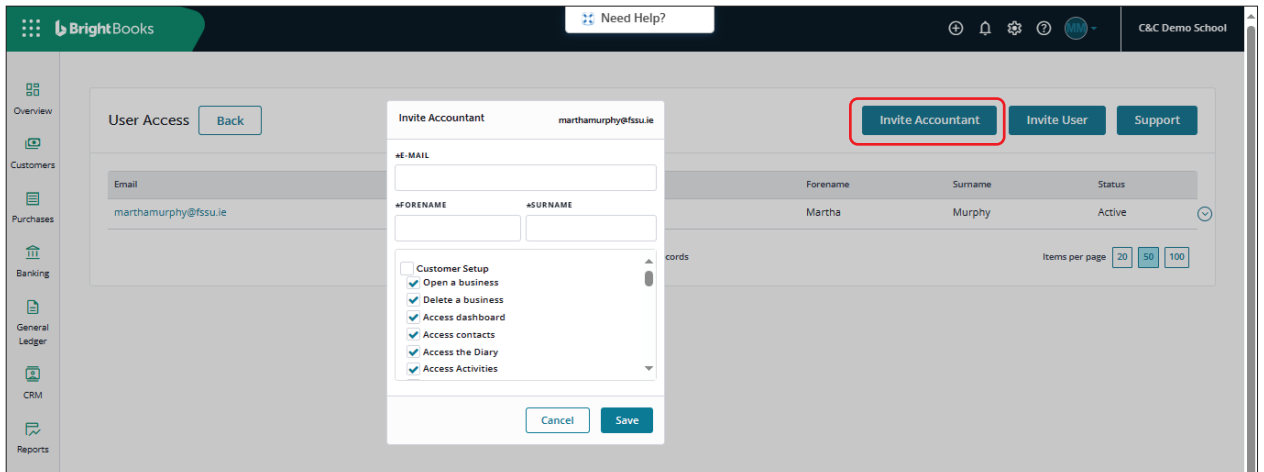 BrightBooks
Need Help?
MM
C&C Demo School
Overview
Customers
Purchases
Banking
General
Ledger
CRM
Reports
User Access
Back
Invite Accountant
Invite User
Support
Email
Forename
Surname
Status
marthamurphy@fssu.ie
Martha
Murphy
Active
cords
Items per page
20
50
100
Invite Accountant
marthamurphy@fssu.ie
*E-MAIL
*FORENAME
*SURNAME
Customer Setup
Open a business
Delete a business
Access dashboard
Access contacts
Access the Diary
Access Activities
Cancel
Save